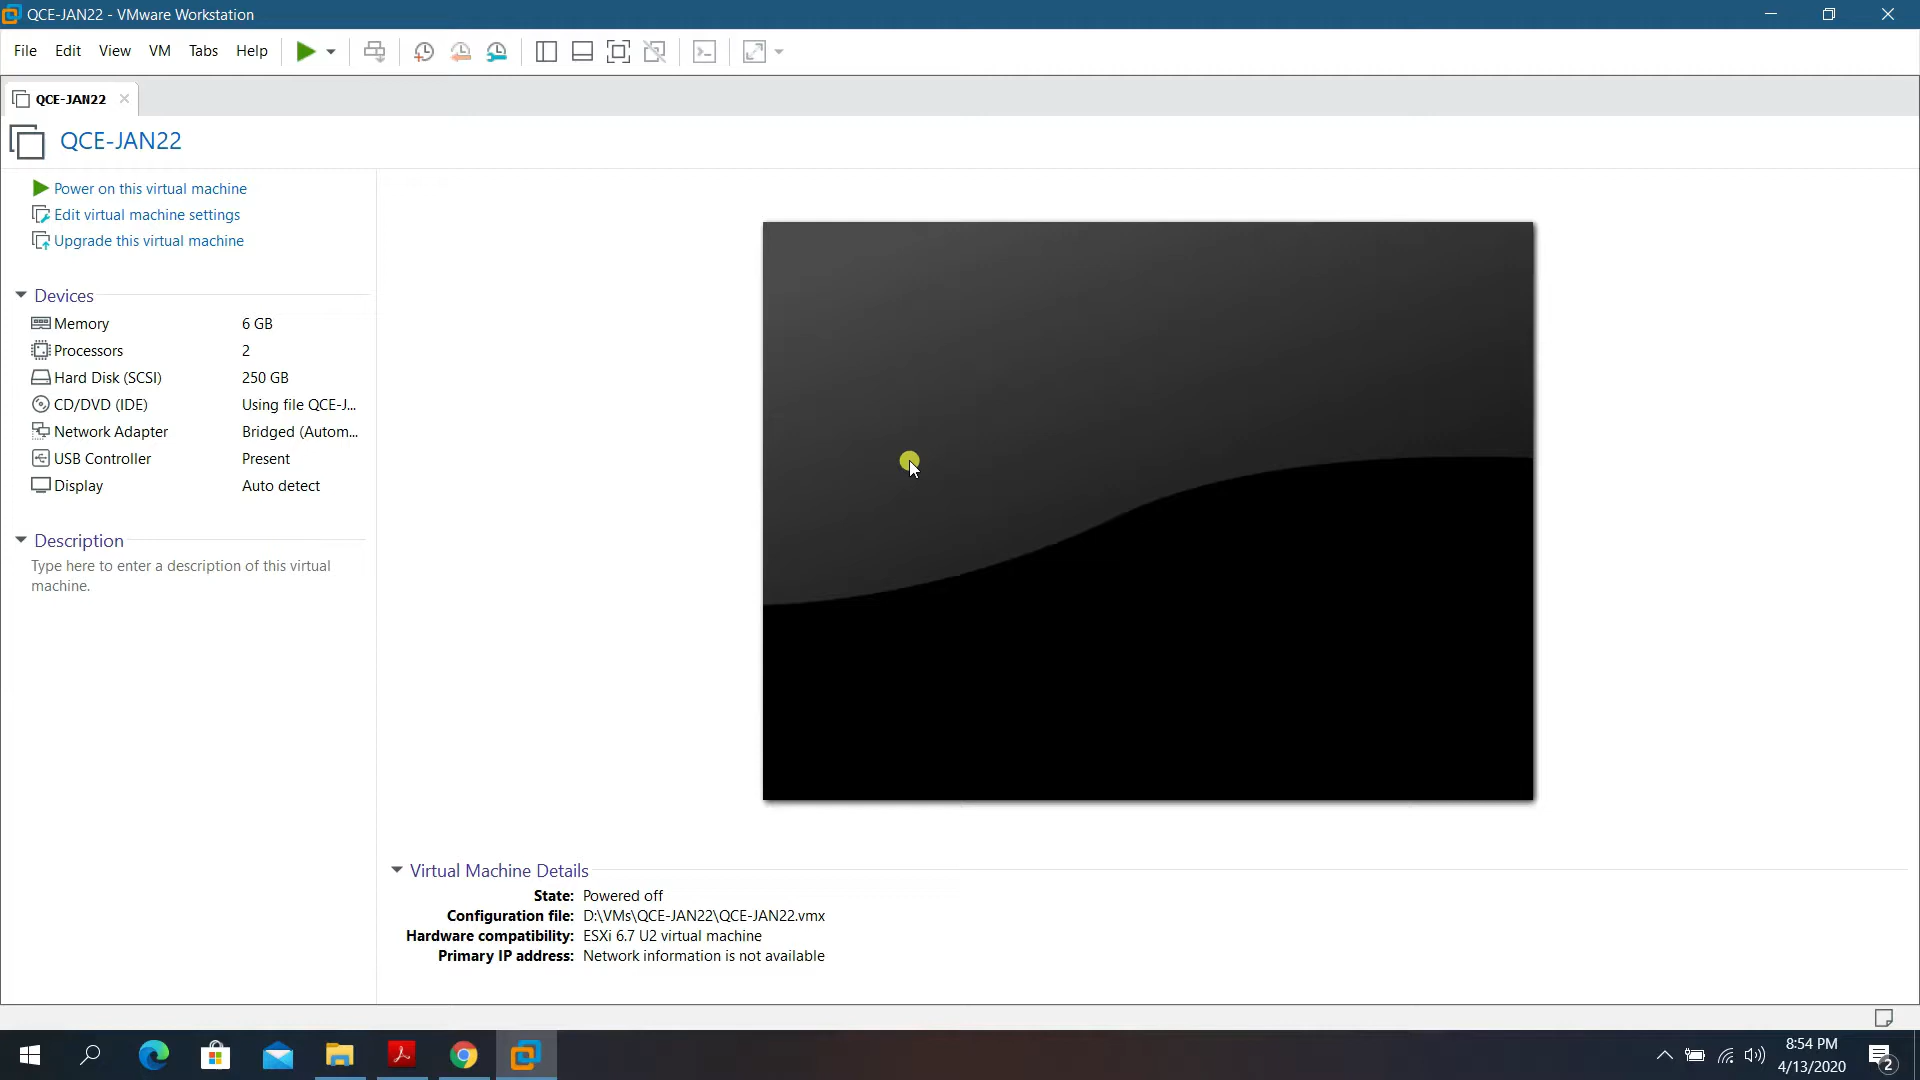 QCE-JAN22 - VMware Workstation
File Edit View VM Tabs Help
QCE-JAN22
QCE-JAN22
Power on this virtual machine
Edit virtual machine settings
Upgrade this virtual machine
Devices
Memory 6 GB
Processors 2
Hard Disk (SCSI) 250 GB
CD/DVD (IDE) Using file QCE-J...
Network Adapter Bridged (Autom...
USB Controller Present
Display Auto detect
Description
Type here to enter a description of this virtual
machine.
Virtual Machine Details
State: Powered off
Configuration file: D:\VMs\QCE-JAN22\QCE-JAN22.vmx
Hardware compatibility: ESXi 6.7 U2 virtual machine
Primary IP address: Network information is not available
8:54 PM
4/13/2020
2